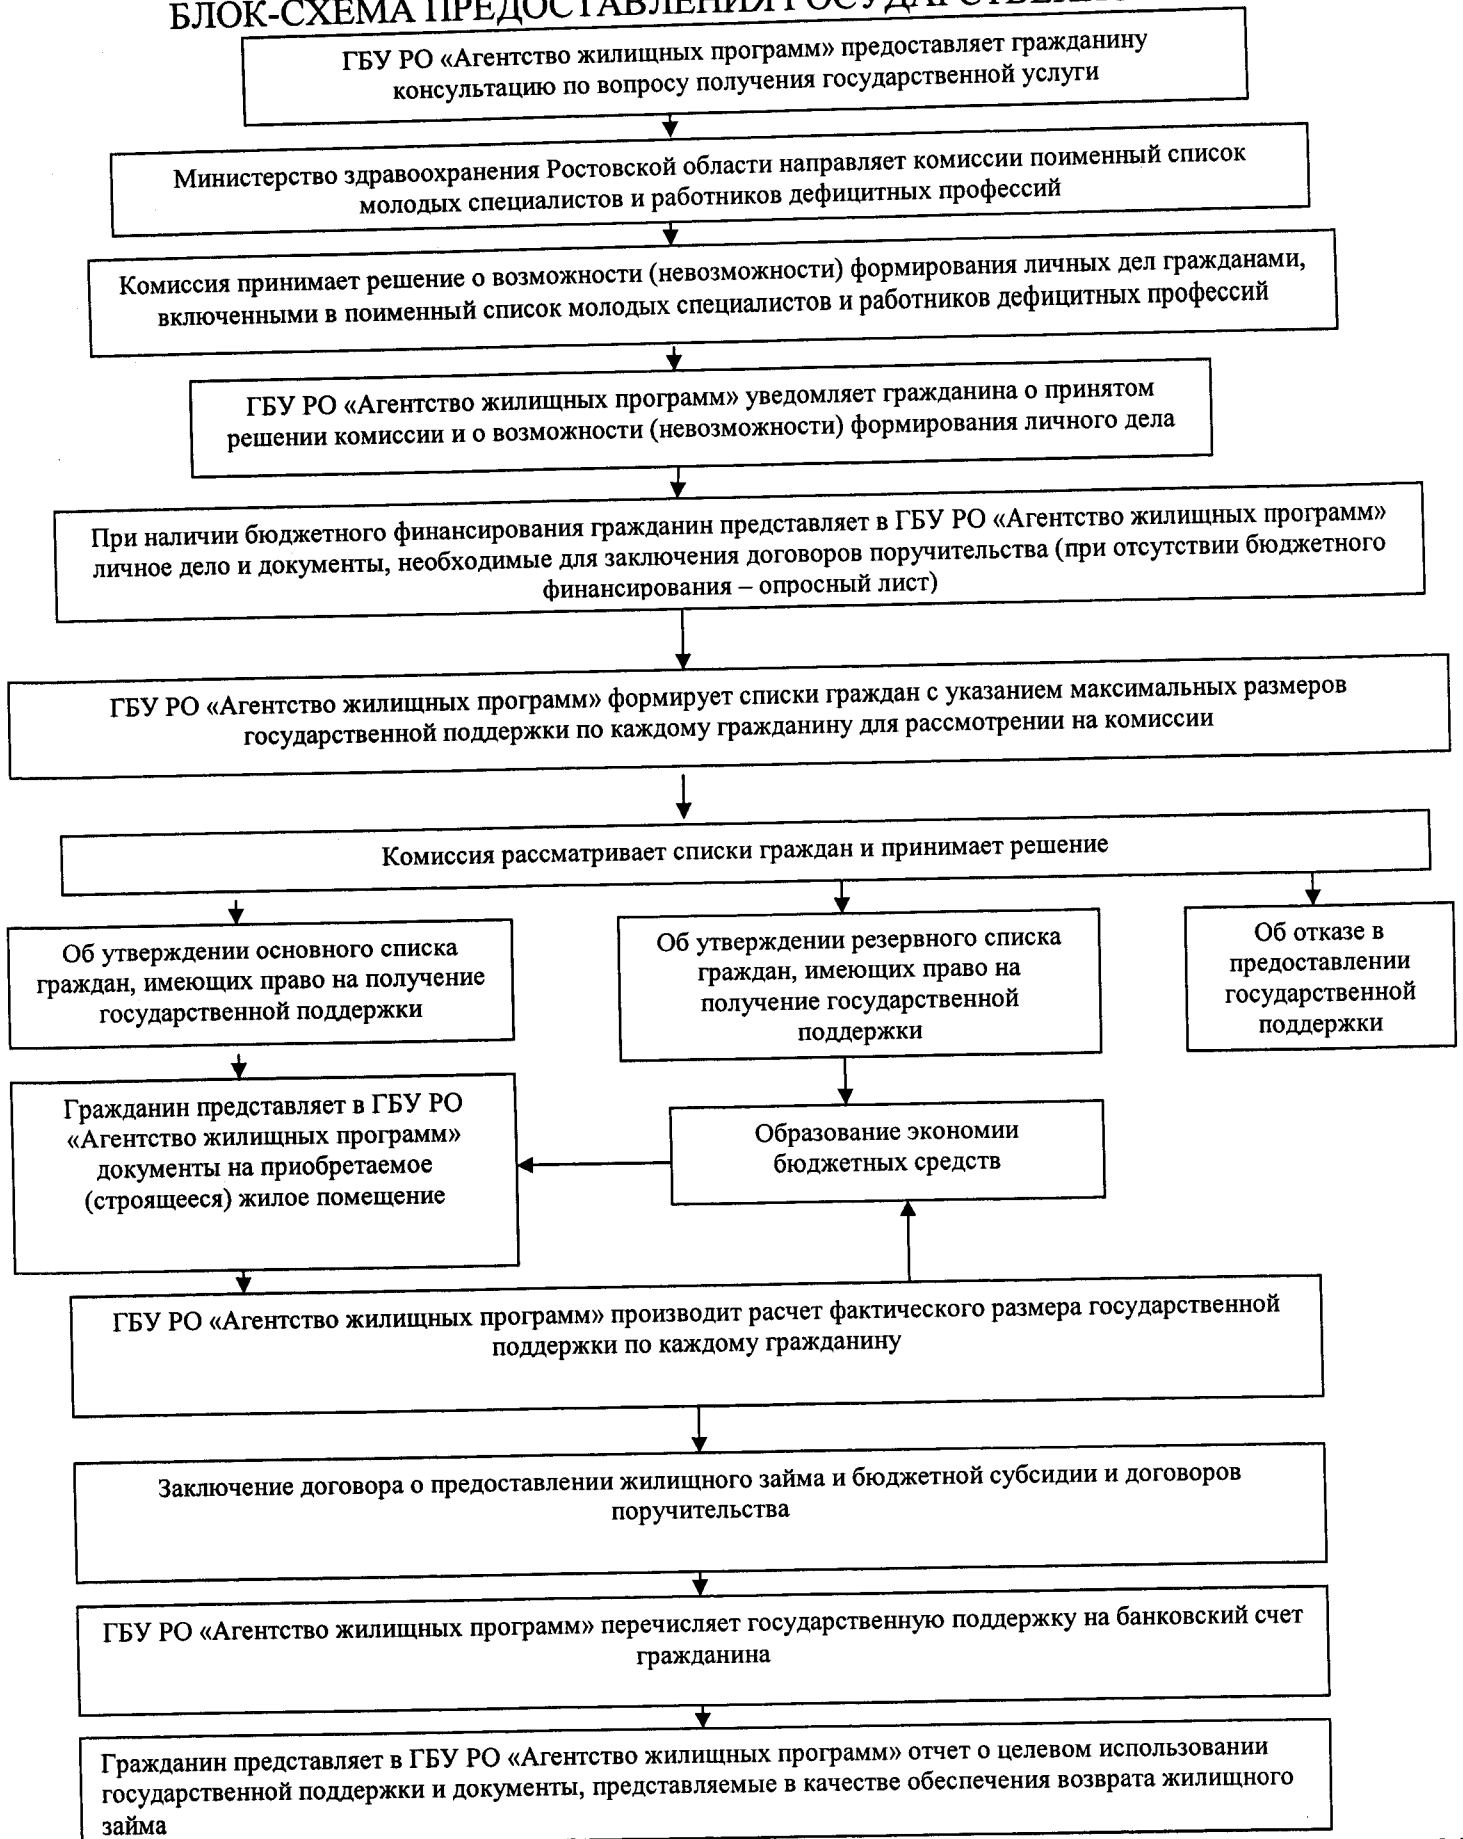 БЛОК-СХЕМА ПРЕДОСТАВЛЕНИЯ
ГБУ РО «Агентство жилищных программ» предоставляет гражданину
консультацию по вопросу получения государственной услуги
Министерство здравоохранения Ростовской области направляет комиссии поименный список
молодых специалистов и работников дефицитных профессий
Комиссия принимает решение о возможности (невозможности) формирования личных дел гражданами,
включенными в поименный список молодых специалистов и работников дефицитных профессий
ГБУ РО «Агентство жилищных программ» уведомляет гражданина о принятом
решении комиссии и о возможности (невозможности) формирования личного дела
При наличии бюджетного финансирования гражданин представляет в ГБУ РО «Агентство жилищных программ»
личное дело и документы, необходимые для заключения договоров поручительства (при отсутствии бюджетного
финансирования – опросный лист)
ГБУ РО «Агентство жилищных программ» формирует списки граждан с указанием максимальных размеров
государственной поддержки по каждому гражданину для рассмотрении на комиссии
Комиссия рассматривает списки граждан и принимает решение
Об утверждении основного списка
граждан, имеющих право на получение
государственной поддержки
Об утверждении резервного списка
граждан, имеющих право на
получение государственной
поддержки
Об отказе в
предоставлении
государственной
поддержки
Гражданин представляет в ГБУ РО
«Агентство жилищных программ»
документы на приобретаемое
(строящееся) жилое помещение
Образование экономии
бюджетных средств
ГБУ РО «Агентство жилищных программ» производит расчет фактического размера государственной
поддержки по каждому гражданину
Заключение договора о предоставлении жилищного займа и бюджетной субсидии и договоров
поручительства
ГБУ РО «Агентство жилищных программ» перечисляет государственную поддержку на банковский счет
гражданина
Гражданин представляет в ГБУ РО «Агентство жилищных программ» отчет о целевом использовании
государственной поддержки и документы, представляемые в качестве обеспечения возврата жилищного
займа